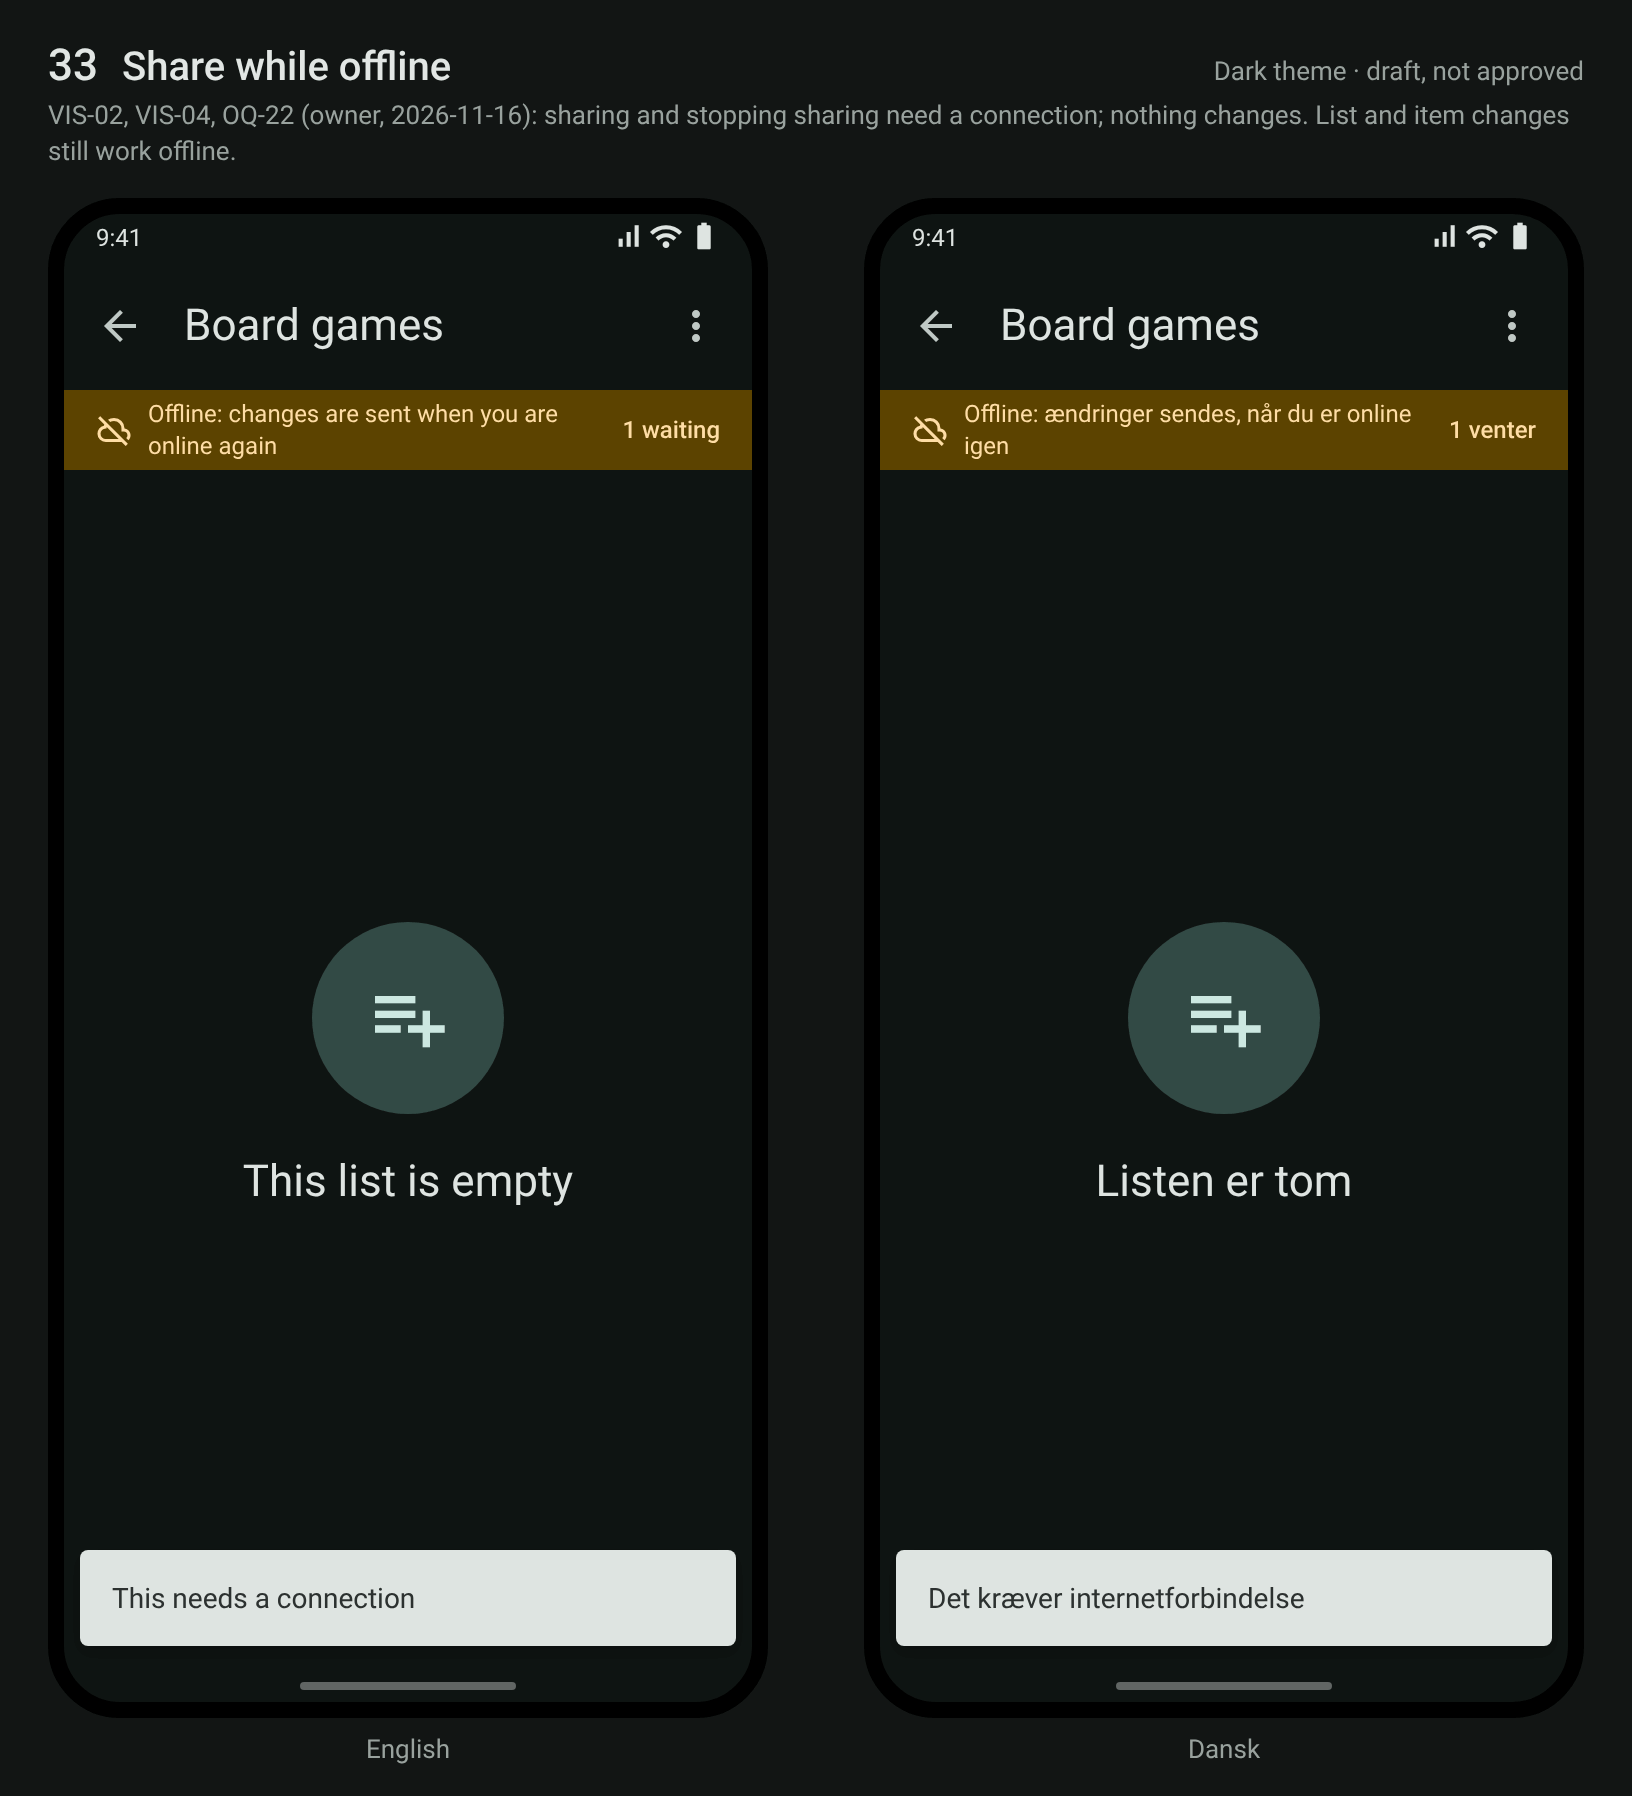 33 Share while offline
Dark theme · draft, not approved
VIS-02, VIS-04, OQ-22 (owner, 2026-11-16): sharing and stopping sharing need a connection; nothing changes. List and item changes
still work offline.
9:41
Board games
Offline: changes are sent when you are
online again
1 waiting
This list is empty
This needs a connection
English
9:41
Board games
Offline: ændringer sendes, når du er online
igen
1 venter
Listen er tom
Det kræver internetforbindelse
Dansk